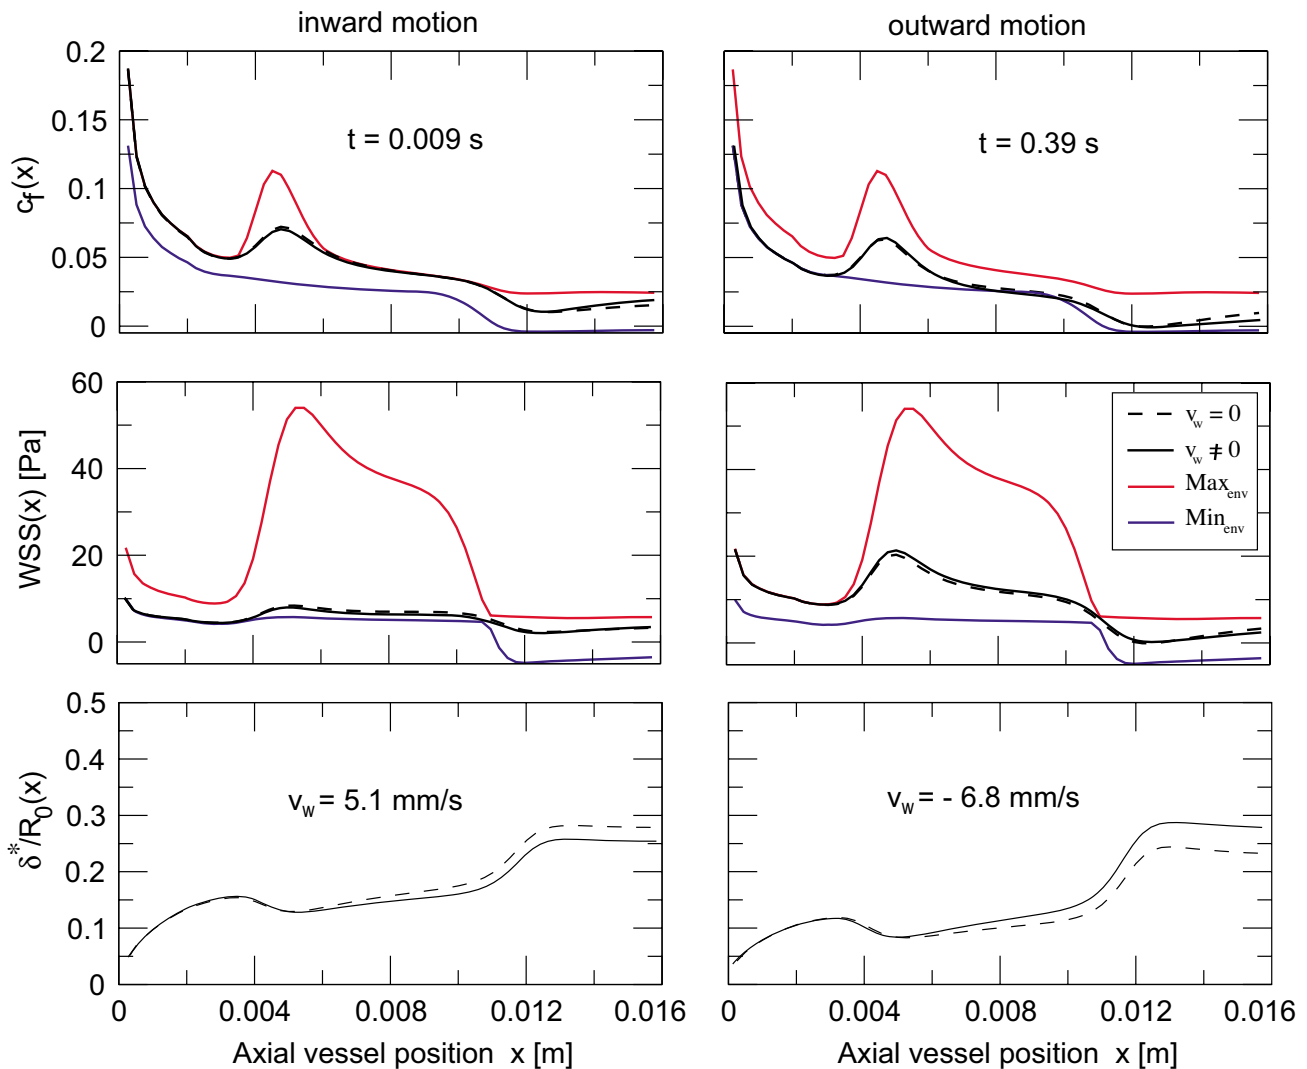 inward motion
outward motion
0.2
0.15
0.1
0.05
0
c_f(x)
t = 0.009 s
t = 0.39 s
60
40
20
0
WSS(x) [Pa]
v_w = 0
v_w ≠ 0
Max_env
Min_env
0.5
0.4
0.3
0.2
0.1
0
δ*/R_0(x)
v_w = 5.1 mm/s
v_w = - 6.8 mm/s
0 0.004 0.008 0.012 0.016
0 0.004 0.008 0.012 0.016
Axial vessel position x [m]
Axial vessel position x [m]